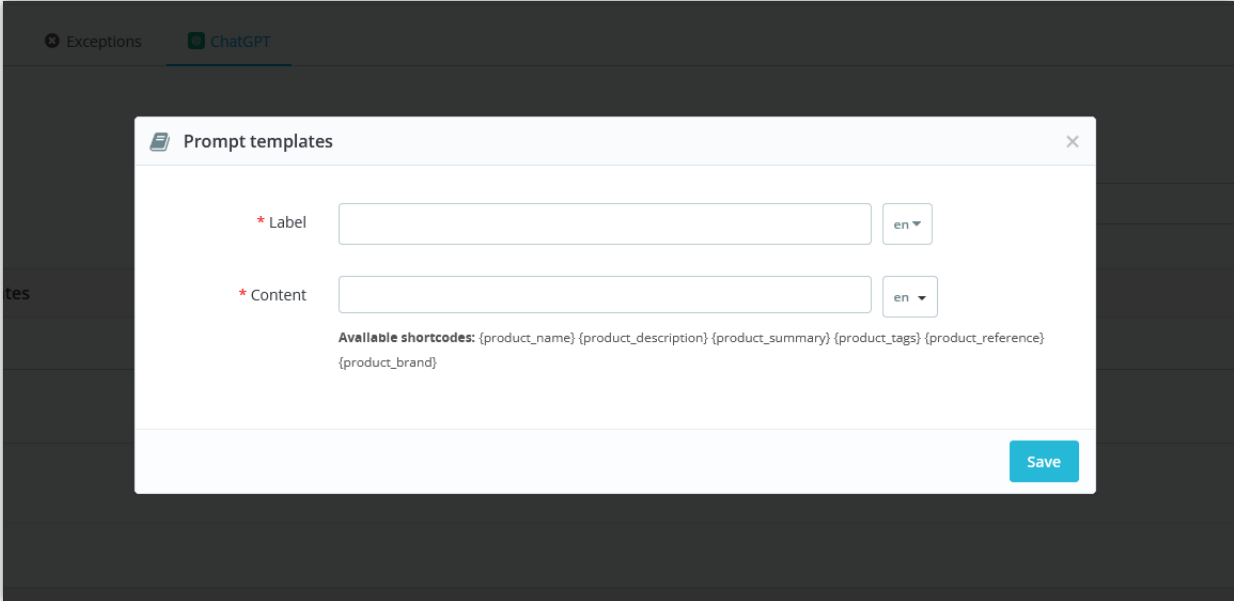 Exceptions ChatGPT
Prompt templates ×
* Label en
tes
* Content en
Available shortcodes: {product_name} {product_description} {product_summary} {product_tags} {product_reference}
{product_brand}
Save